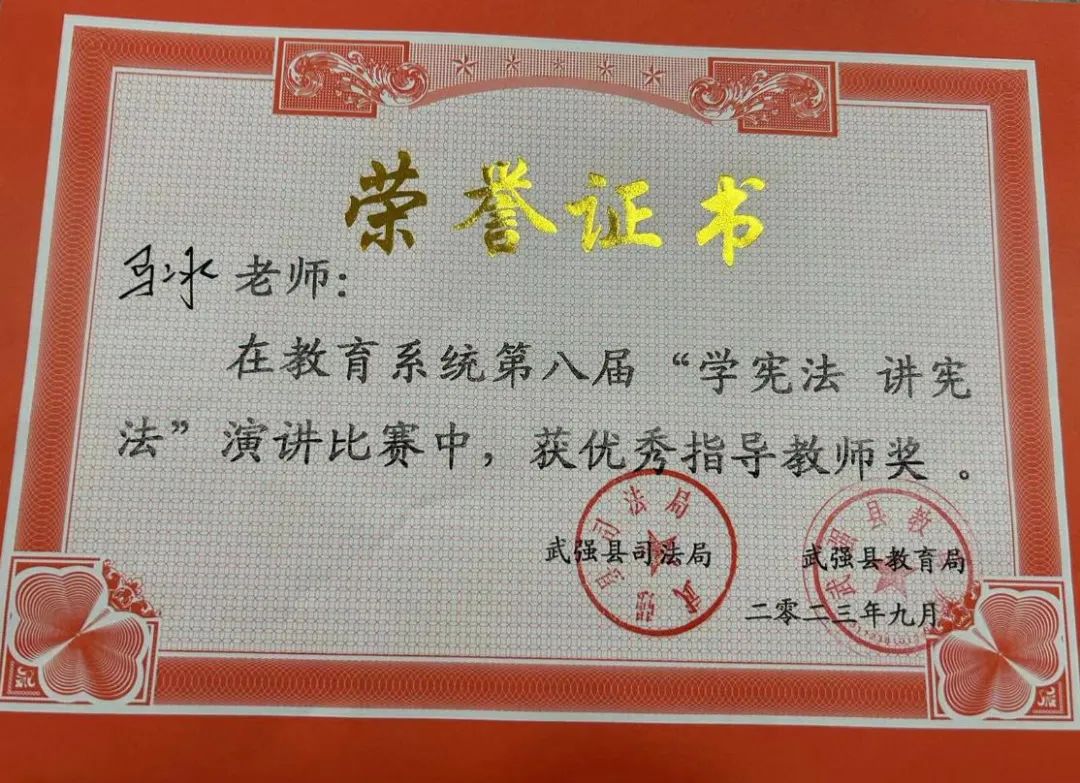 荣誉证书
马冰老师：
在教育系统第八届“学宪法 讲宪
法”演讲比赛中，获优秀指导教师奖。
武强县司法局 武强县教育局
二零二三年九月